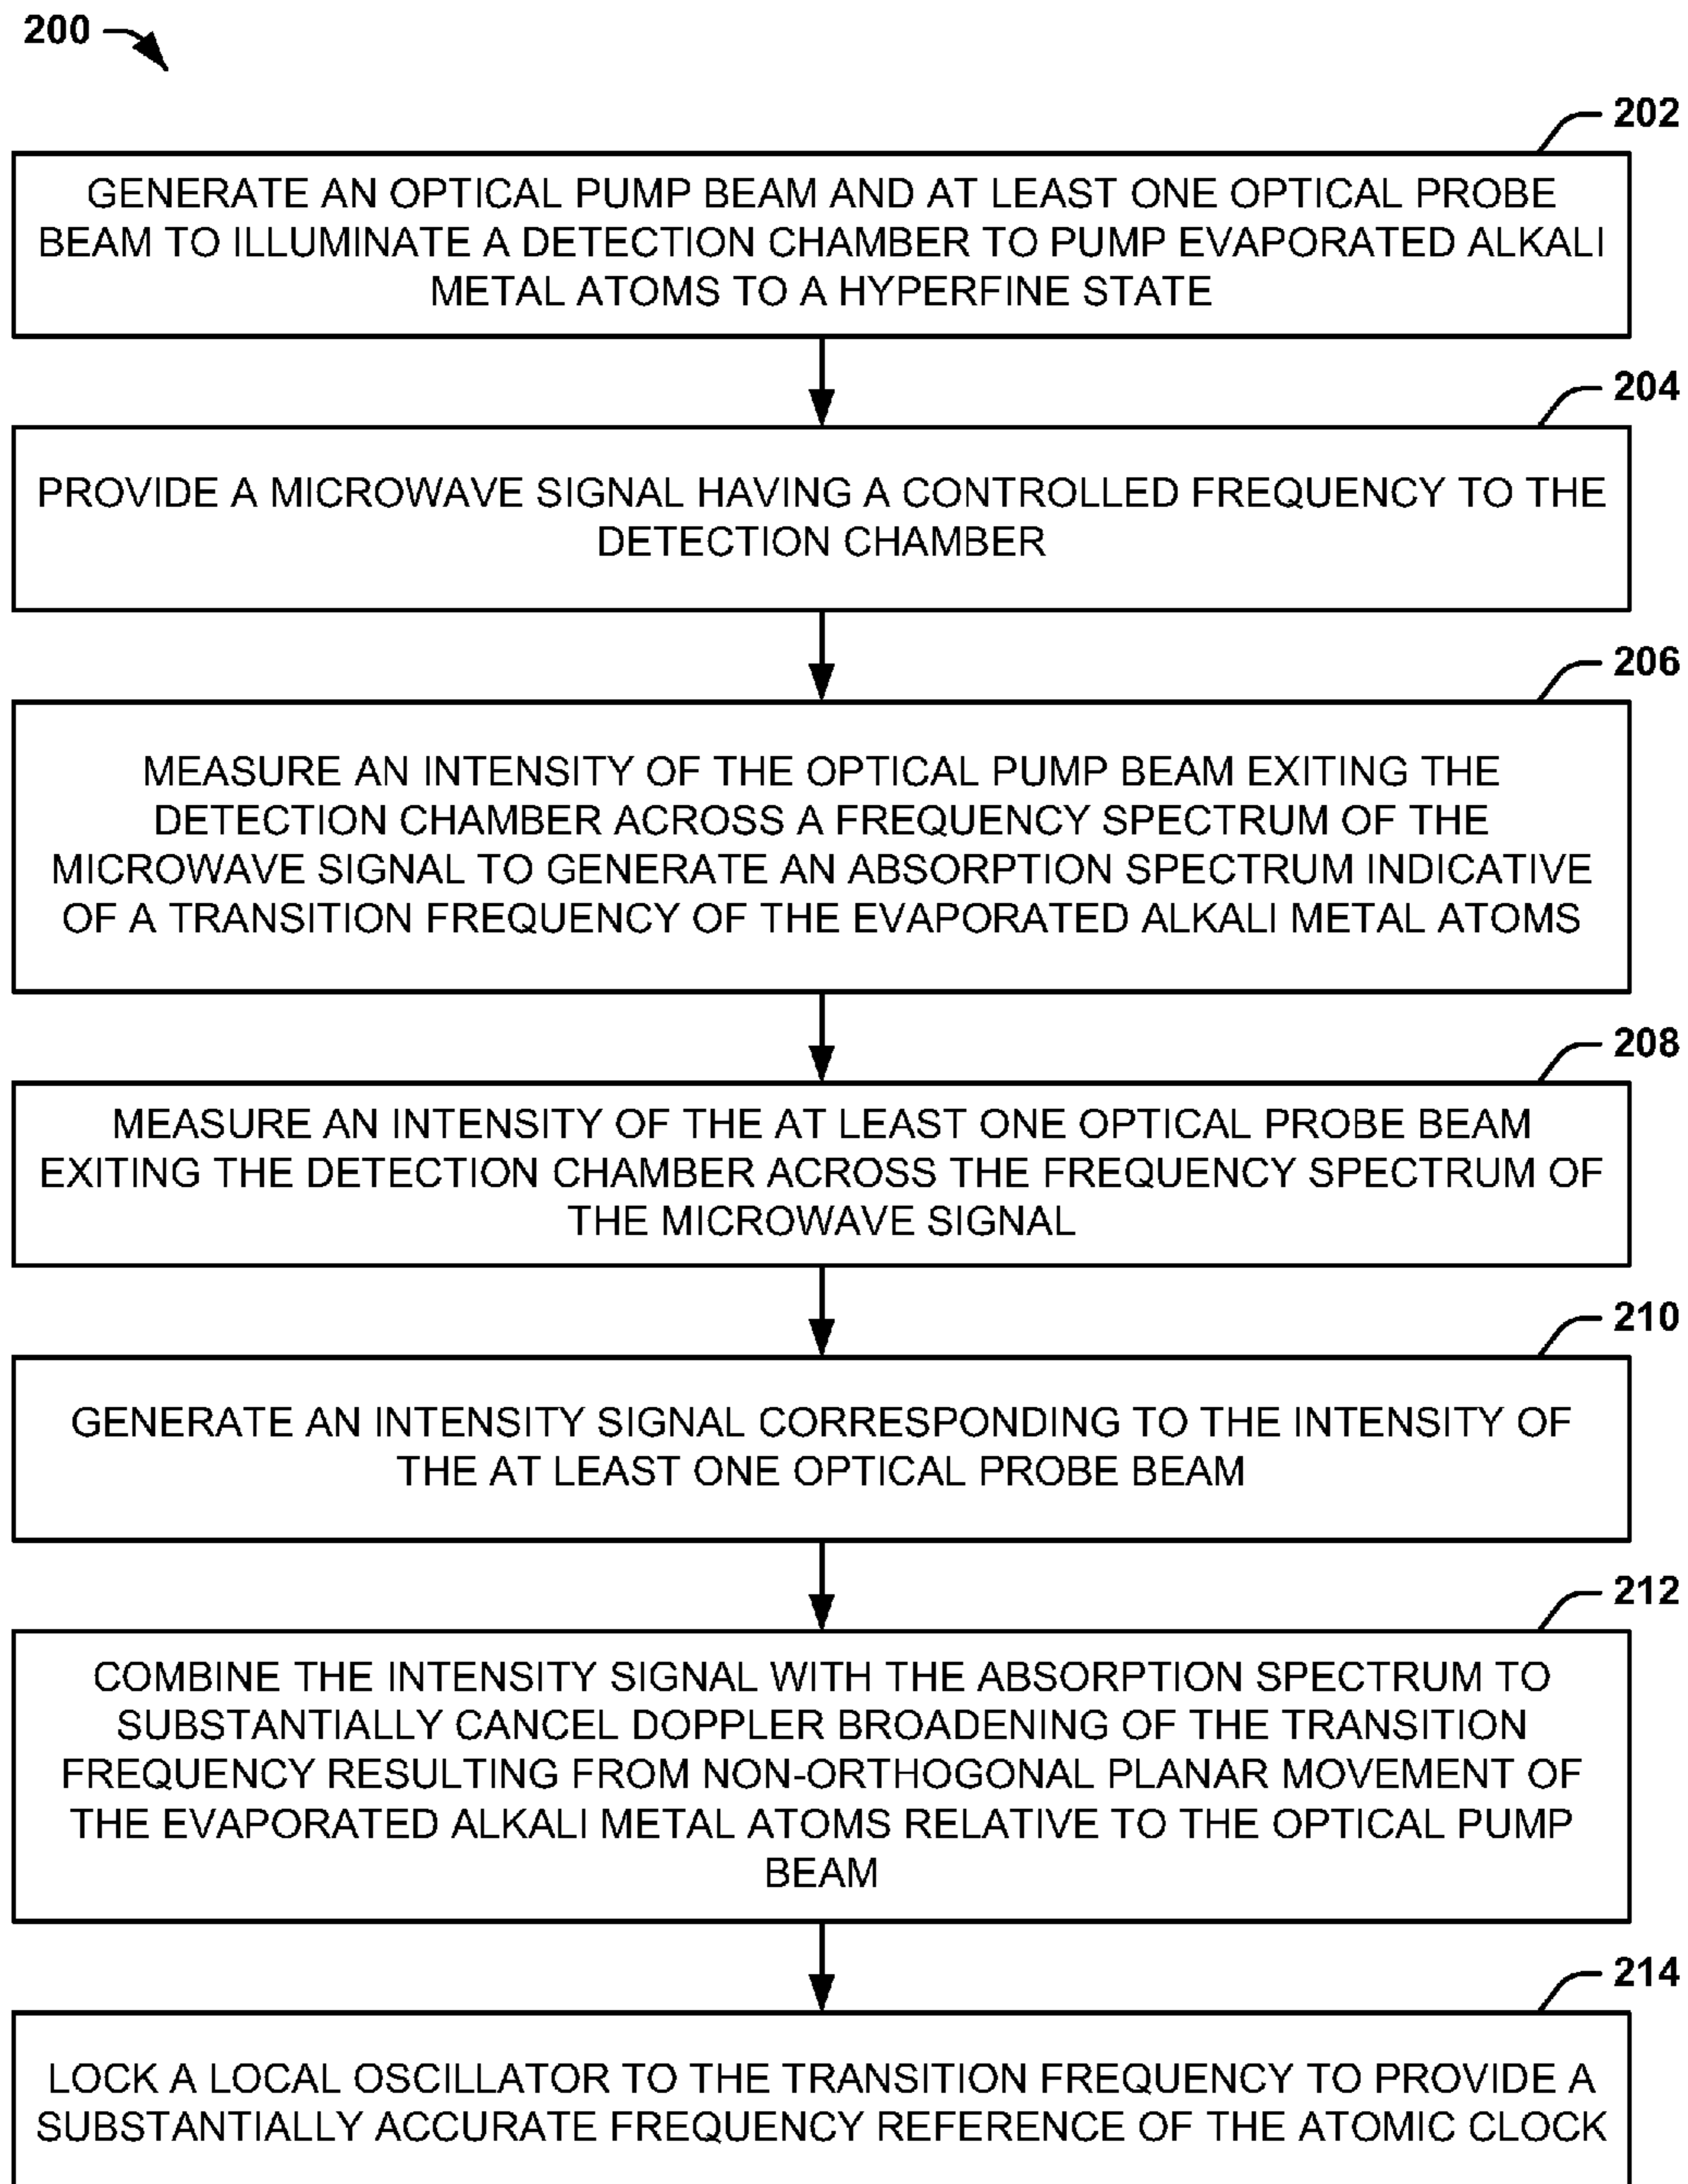 200
202
GENERATE AN OPTICAL PUMP BEAM AND AT LEAST ONE OPTICAL PROBE
BEAM TO ILLUMINATE A DETECTION CHAMBER TO PUMP EVAPORATED ALKALI
METAL ATOMS TO A HYPERFINE STATE
204
PROVIDE A MICROWAVE SIGNAL HAVING A CONTROLLED FREQUENCY TO THE
DETECTION CHAMBER
206
MEASURE AN INTENSITY OF THE OPTICAL PUMP BEAM EXITING THE
DETECTION CHAMBER ACROSS A FREQUENCY SPECTRUM OF THE
MICROWAVE SIGNAL TO GENERATE AN ABSORPTION SPECTRUM INDICATIVE
OF A TRANSITION FREQUENCY OF THE EVAPORATED ALKALI METAL ATOMS
208
MEASURE AN INTENSITY OF THE AT LEAST ONE OPTICAL PROBE BEAM
EXITING THE DETECTION CHAMBER ACROSS THE FREQUENCY SPECTRUM OF
THE MICROWAVE SIGNAL
210
GENERATE AN INTENSITY SIGNAL CORRESPONDING TO THE INTENSITY OF
THE AT LEAST ONE OPTICAL PROBE BEAM
212
COMBINE THE INTENSITY SIGNAL WITH THE ABSORPTION SPECTRUM TO
SUBSTANTIALLY CANCEL DOPPLER BROADENING OF THE TRANSITION
FREQUENCY RESULTING FROM NON-ORTHOGONAL PLANAR MOVEMENT OF
THE EVAPORATED ALKALI METAL ATOMS RELATIVE TO THE OPTICAL PUMP
BEAM
214
LOCK A LOCAL OSCILLATOR TO THE TRANSITION FREQUENCY TO PROVIDE A
SUBSTANTIALLY ACCURATE FREQUENCY REFERENCE OF THE ATOMIC CLOCK